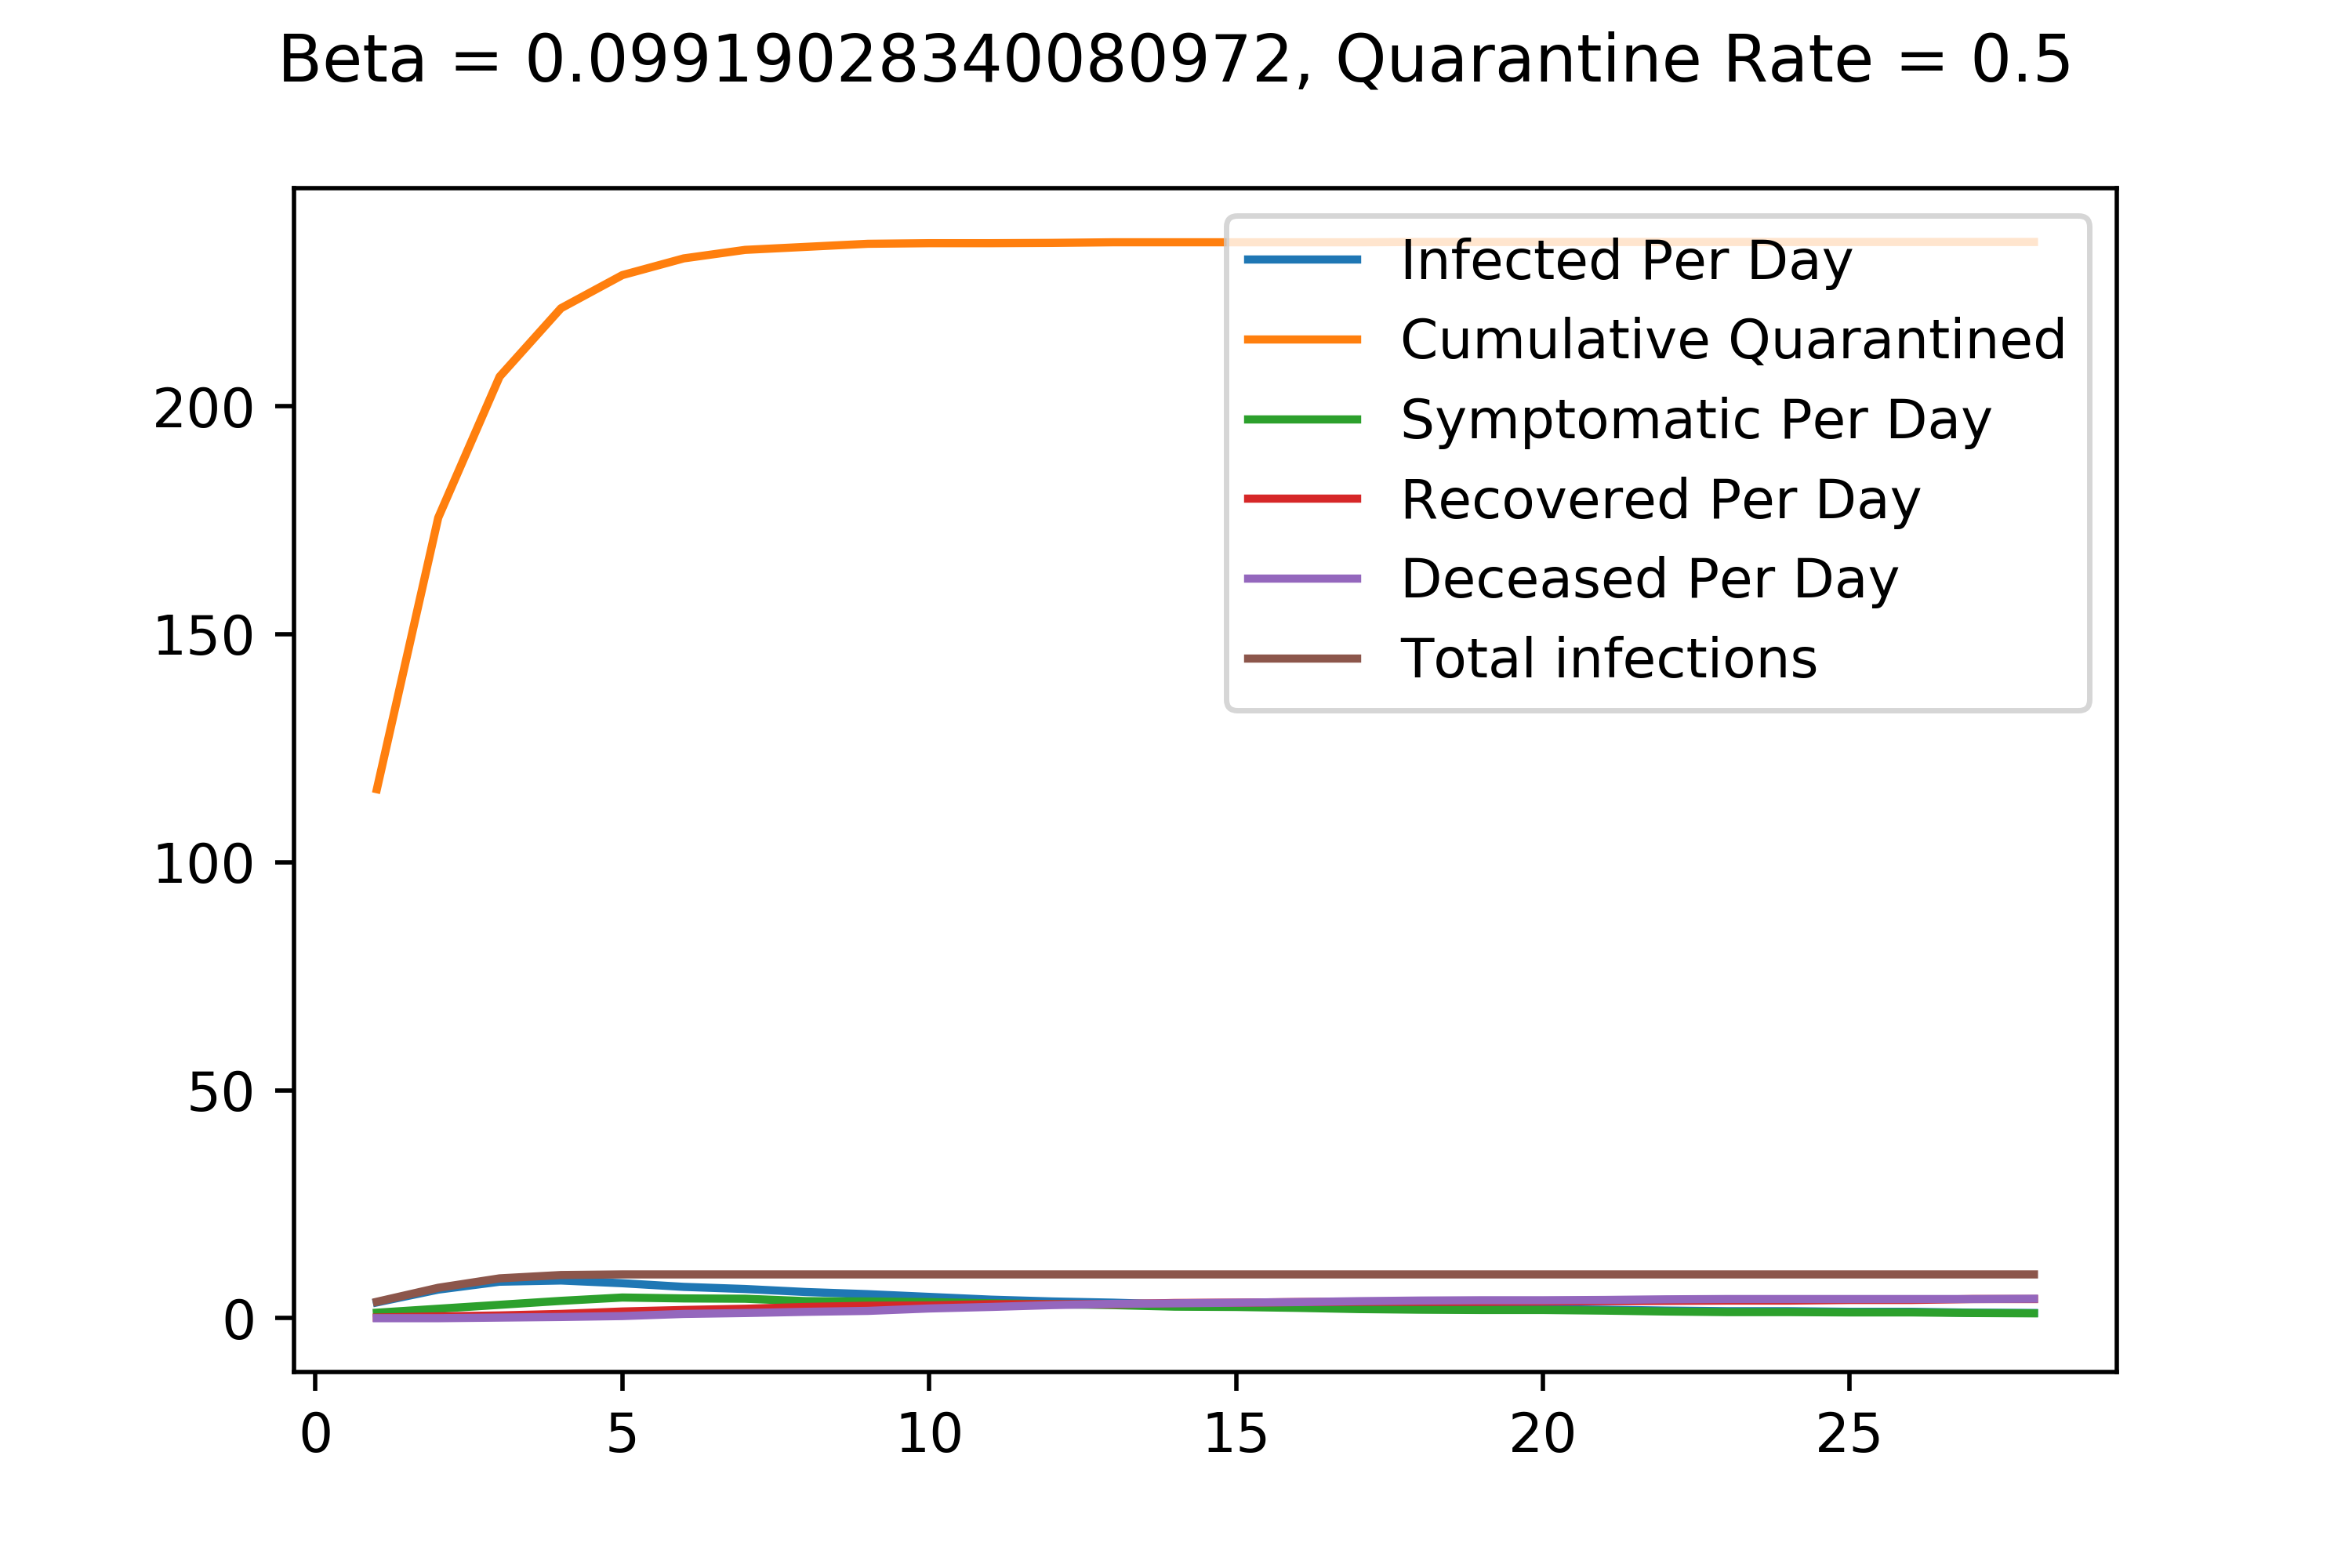 Beta = 0.09919028340080972, Quarantine Rate = 0.5
Infected Per Day
Cumulative Quarantined
Symptomatic Per Day
Recovered Per Day
Deceased Per Day
Total infections
200
150
100
50
0
0 5 10 15 20 25